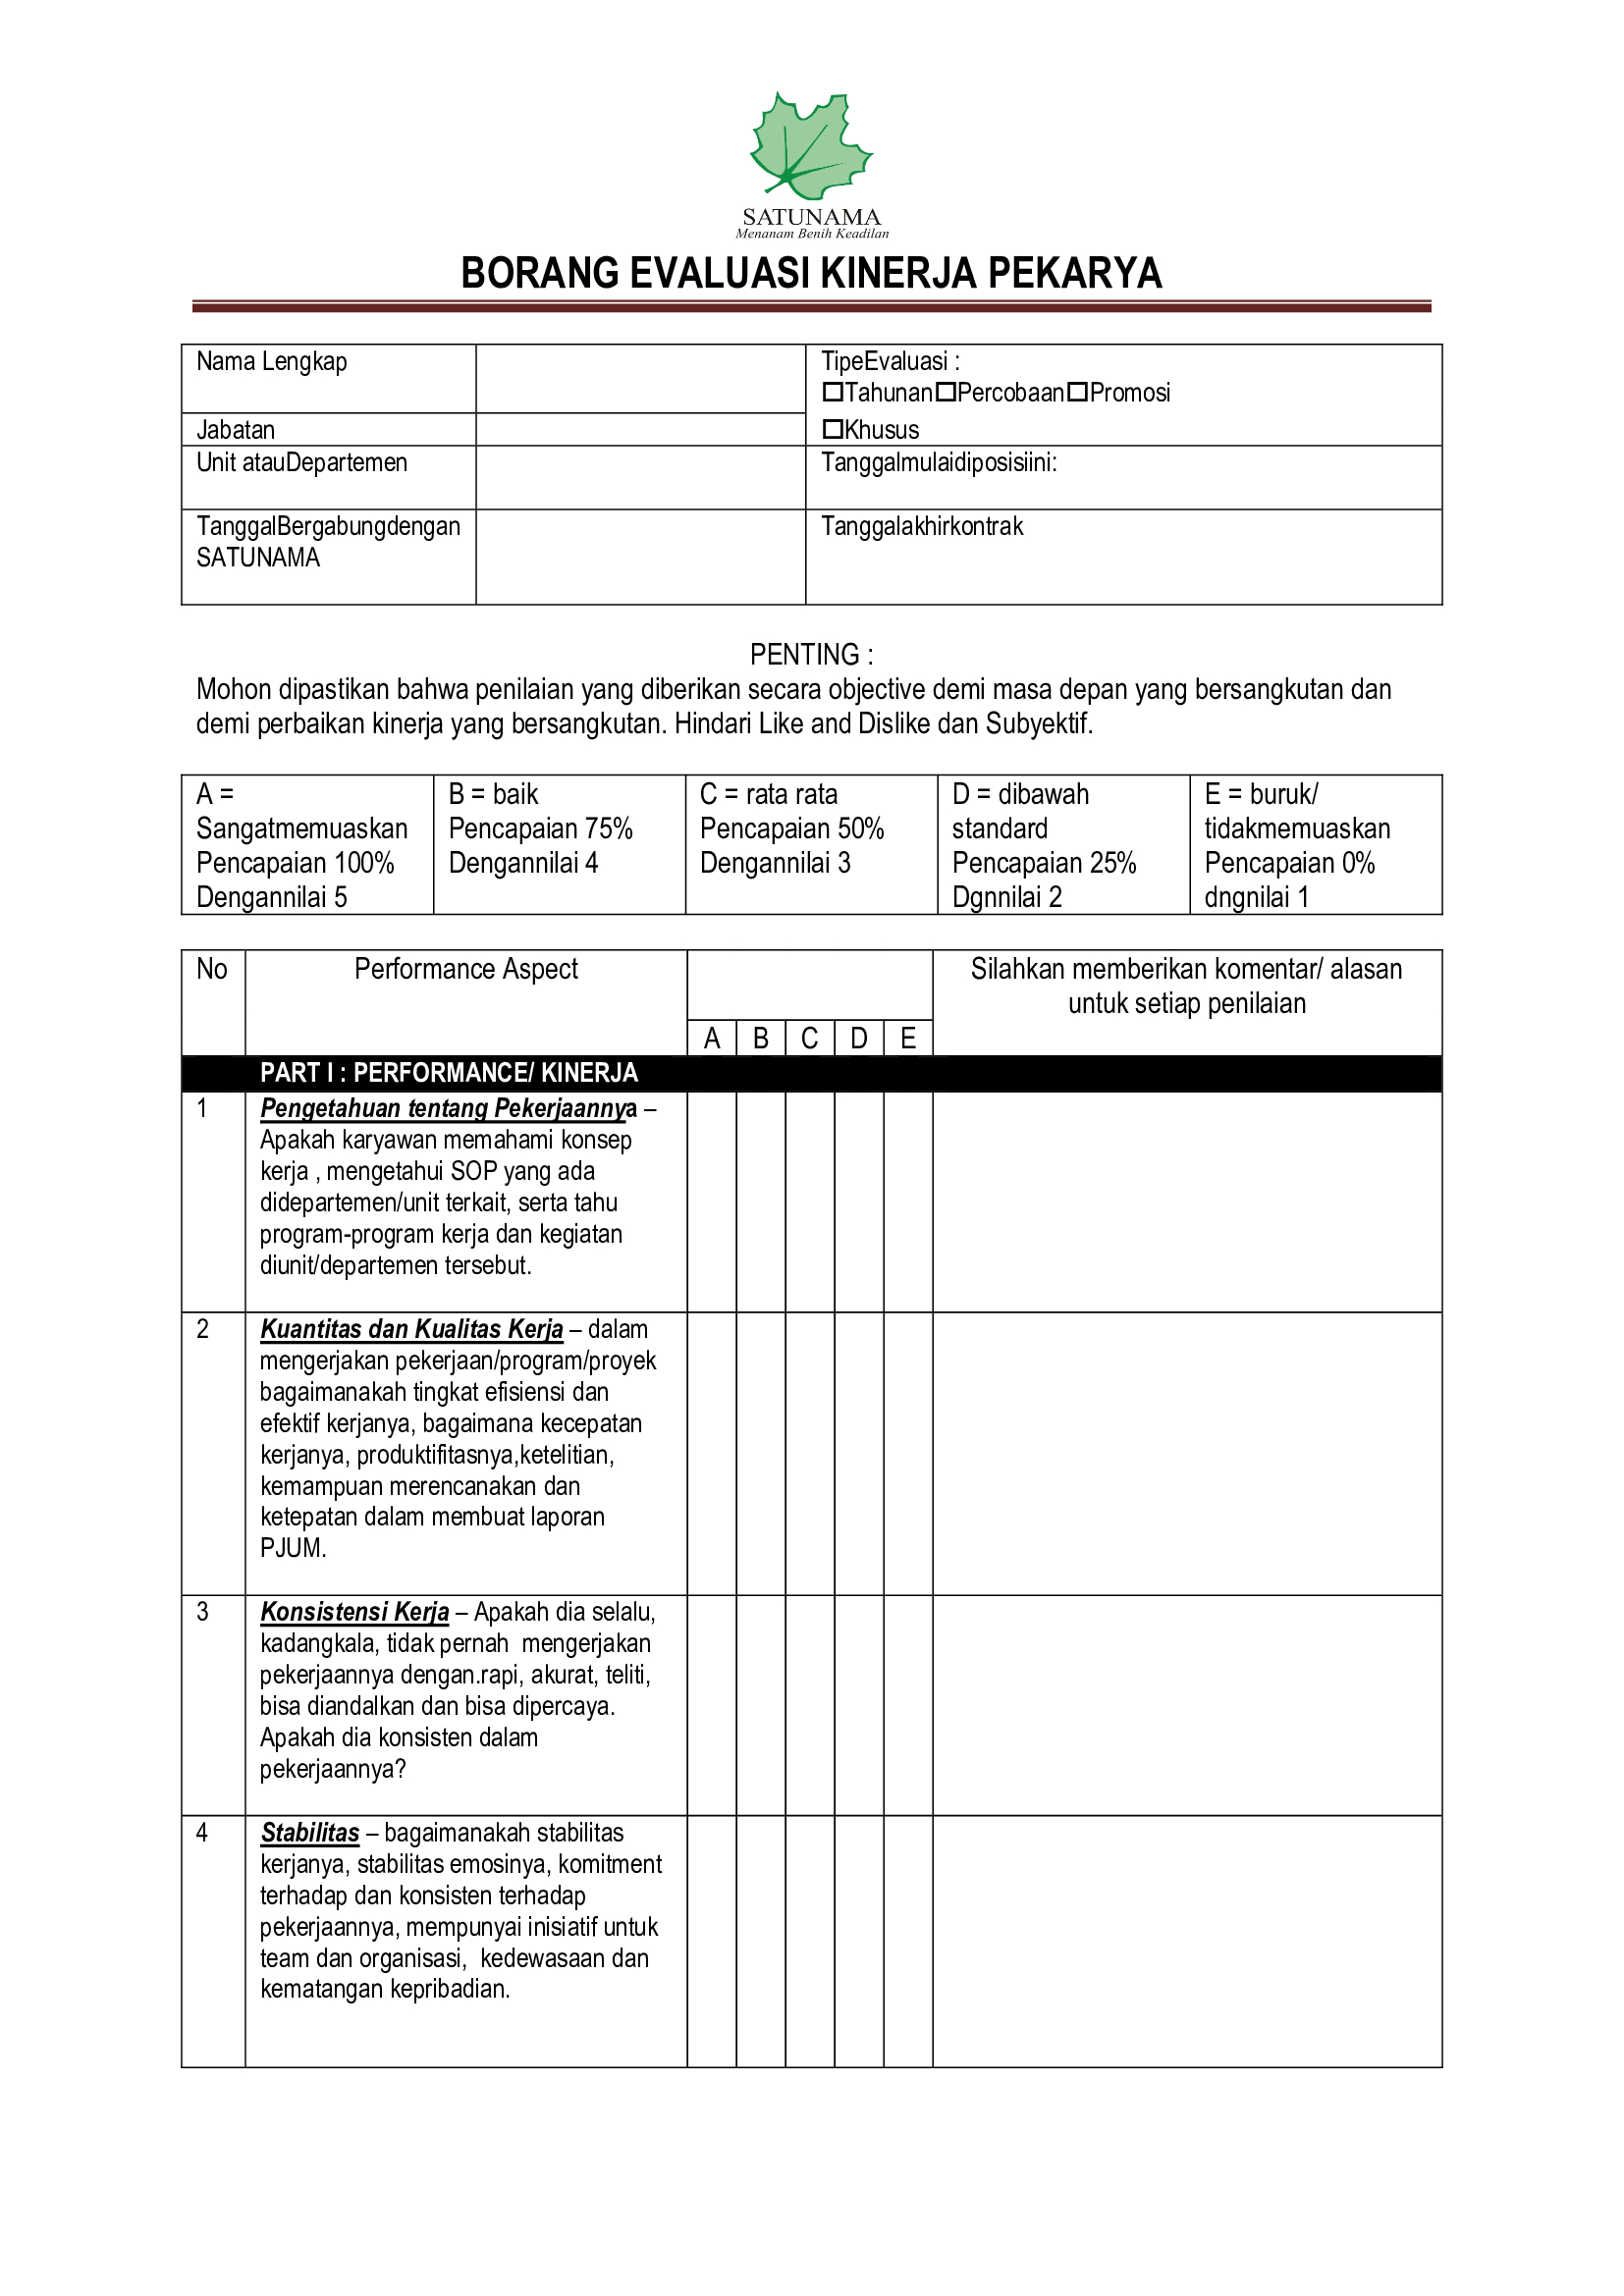 SATUNAMA
Menanam Benih Keadilan
BORANG EVALUASI KINERJA PEKARYA
Nama Lengkap
TipeEvaluasi :
☐Tahunan☐Percobaan☐Promosi
Jabatan
☐Khusus
Unit atauDepartemen
Tanggalmulaidiposisiini:
TanggalBergabungdengan
SATUNAMA
Tanggalakhirkontrak
PENTING :
Mohon dipastikan bahwa penilaian yang diberikan secara objective demi masa depan yang bersangkutan dan
demi perbaikan kinerja yang bersangkutan. Hindari Like and Dislike dan Subyektif.
A =
Sangatmemuaskan
Pencapaian 100%
Dengannilai 5
B = baik
Pencapaian 75%
Dengannilai 4
C = rata rata
Pencapaian 50%
Dengannilai 3
D = dibawah
standard
Pencapaian 25%
Dgnnilai 2
E = buruk/
tidakmemuaskan
Pencapaian 0%
dngnilai 1
No
Performance Aspect
Silahkan memberikan komentar/ alasan
untuk setiap penilaian
A B C D E
PART I : PERFORMANCE/ KINERJA
1
Pengetahuan tentang Pekerjaannya –
Apakah karyawan memahami konsep
kerja , mengetahui SOP yang ada
didepartemen/unit terkait, serta tahu
program-program kerja dan kegiatan
diunit/departemen tersebut.
2
Kuantitas dan Kualitas Kerja – dalam
mengerjakan pekerjaan/program/proyek
bagaimanakah tingkat efisiensi dan
efektif kerjanya, bagaimana kecepatan
kerjanya, produktifitasnya,ketelitian,
kemampuan merencanakan dan
ketepatan dalam membuat laporan
PJUM.
3
Konsistensi Kerja – Apakah dia selalu,
kadangkala, tidak pernah  mengerjakan
pekerjaannya dengan.rapi, akurat, teliti,
bisa diandalkan dan bisa dipercaya.
Apakah dia konsisten dalam
pekerjaannya?
4
Stabilitas – bagaimanakah stabilitas
kerjanya, stabilitas emosinya, komitment
terhadap dan konsisten terhadap
pekerjaannya, mempunyai inisiatif untuk
team dan organisasi,  kedewasaan dan
kematangan kepribadian.